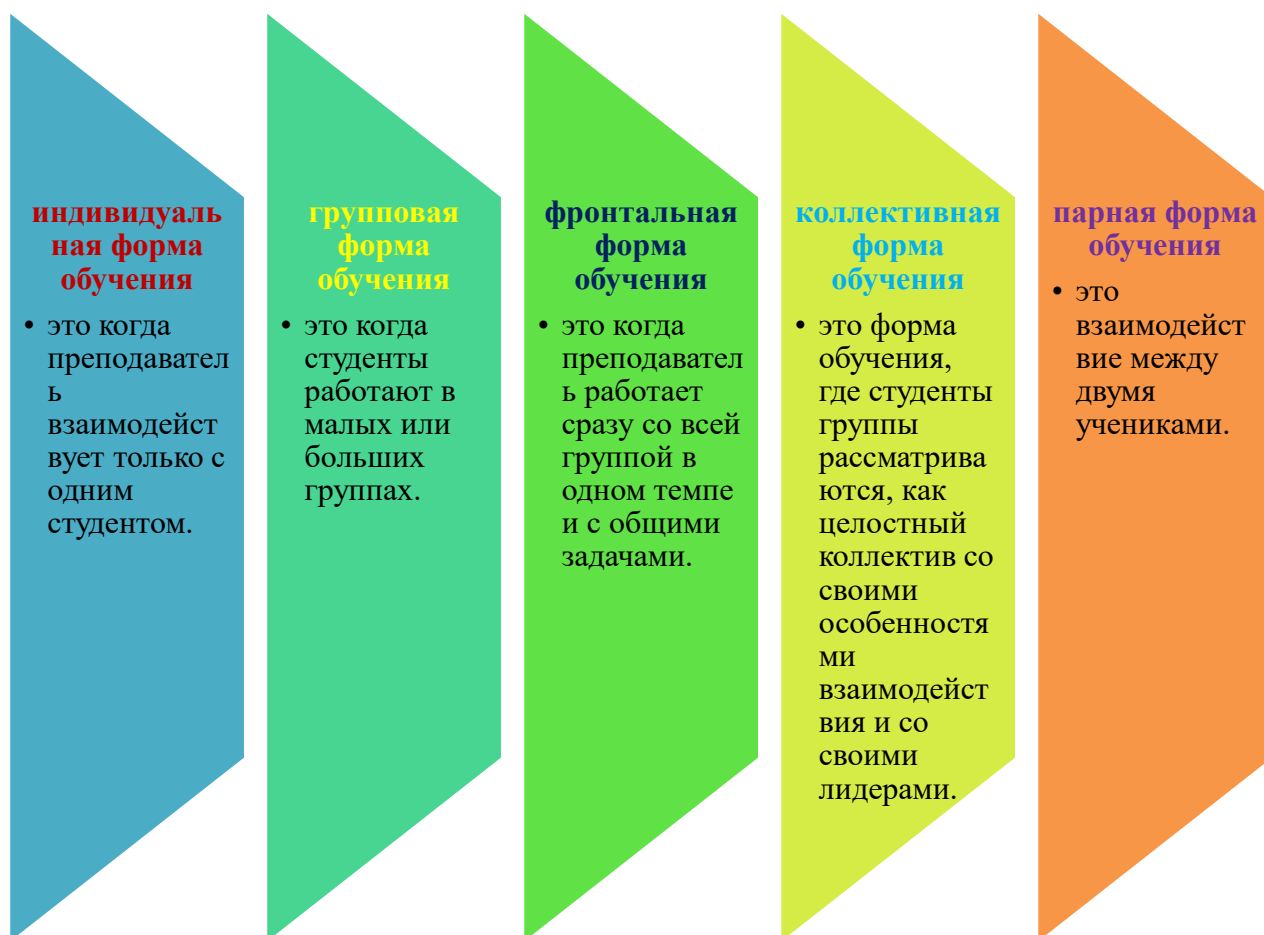 индивидуаль
ная форма
обучения
• это когда
преподавател
ь
взаимодейст
вует только с
одним
студентом.
групповая
форма
обучения
• это когда
студенты
работают в
малых или
больших
группах.
фронтальная
форма
обучения
• это когда
преподавател
ь работает
сразу со всей
группой в
одном темпе
и с общими
задачами.
коллективная
форма
обучения
• это форма
обучения,
где студенты
группы
рассматрива
ются, как
целостный
коллектив со
своими
особенностя
ми
взаимодейст
вия и со
своими
лидерами.
парная форма
обучения
• это
взаимодейст
вие между
двумя
учениками.